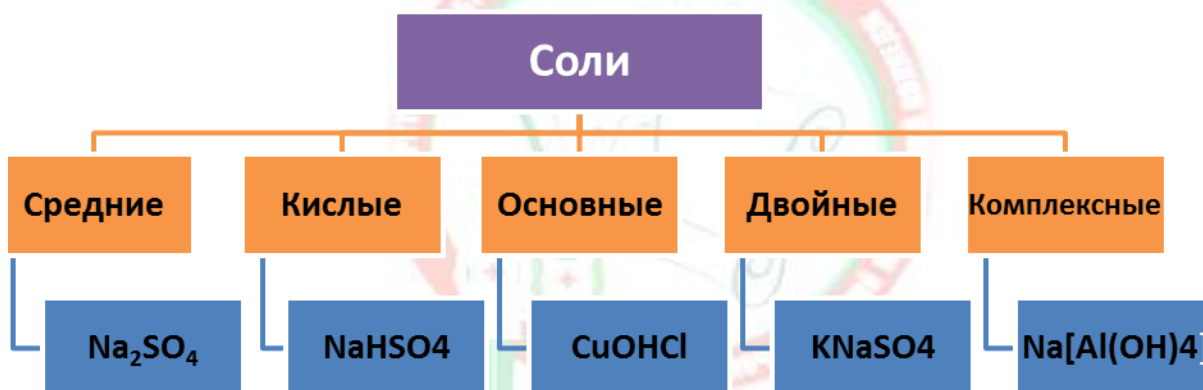 Соли
Средние
Кислые
Основные
Двойные
Комплексные
Na₂SO₄
NaHSO4
CuOHCl
KNaSO4
Na[Al(OH)4]